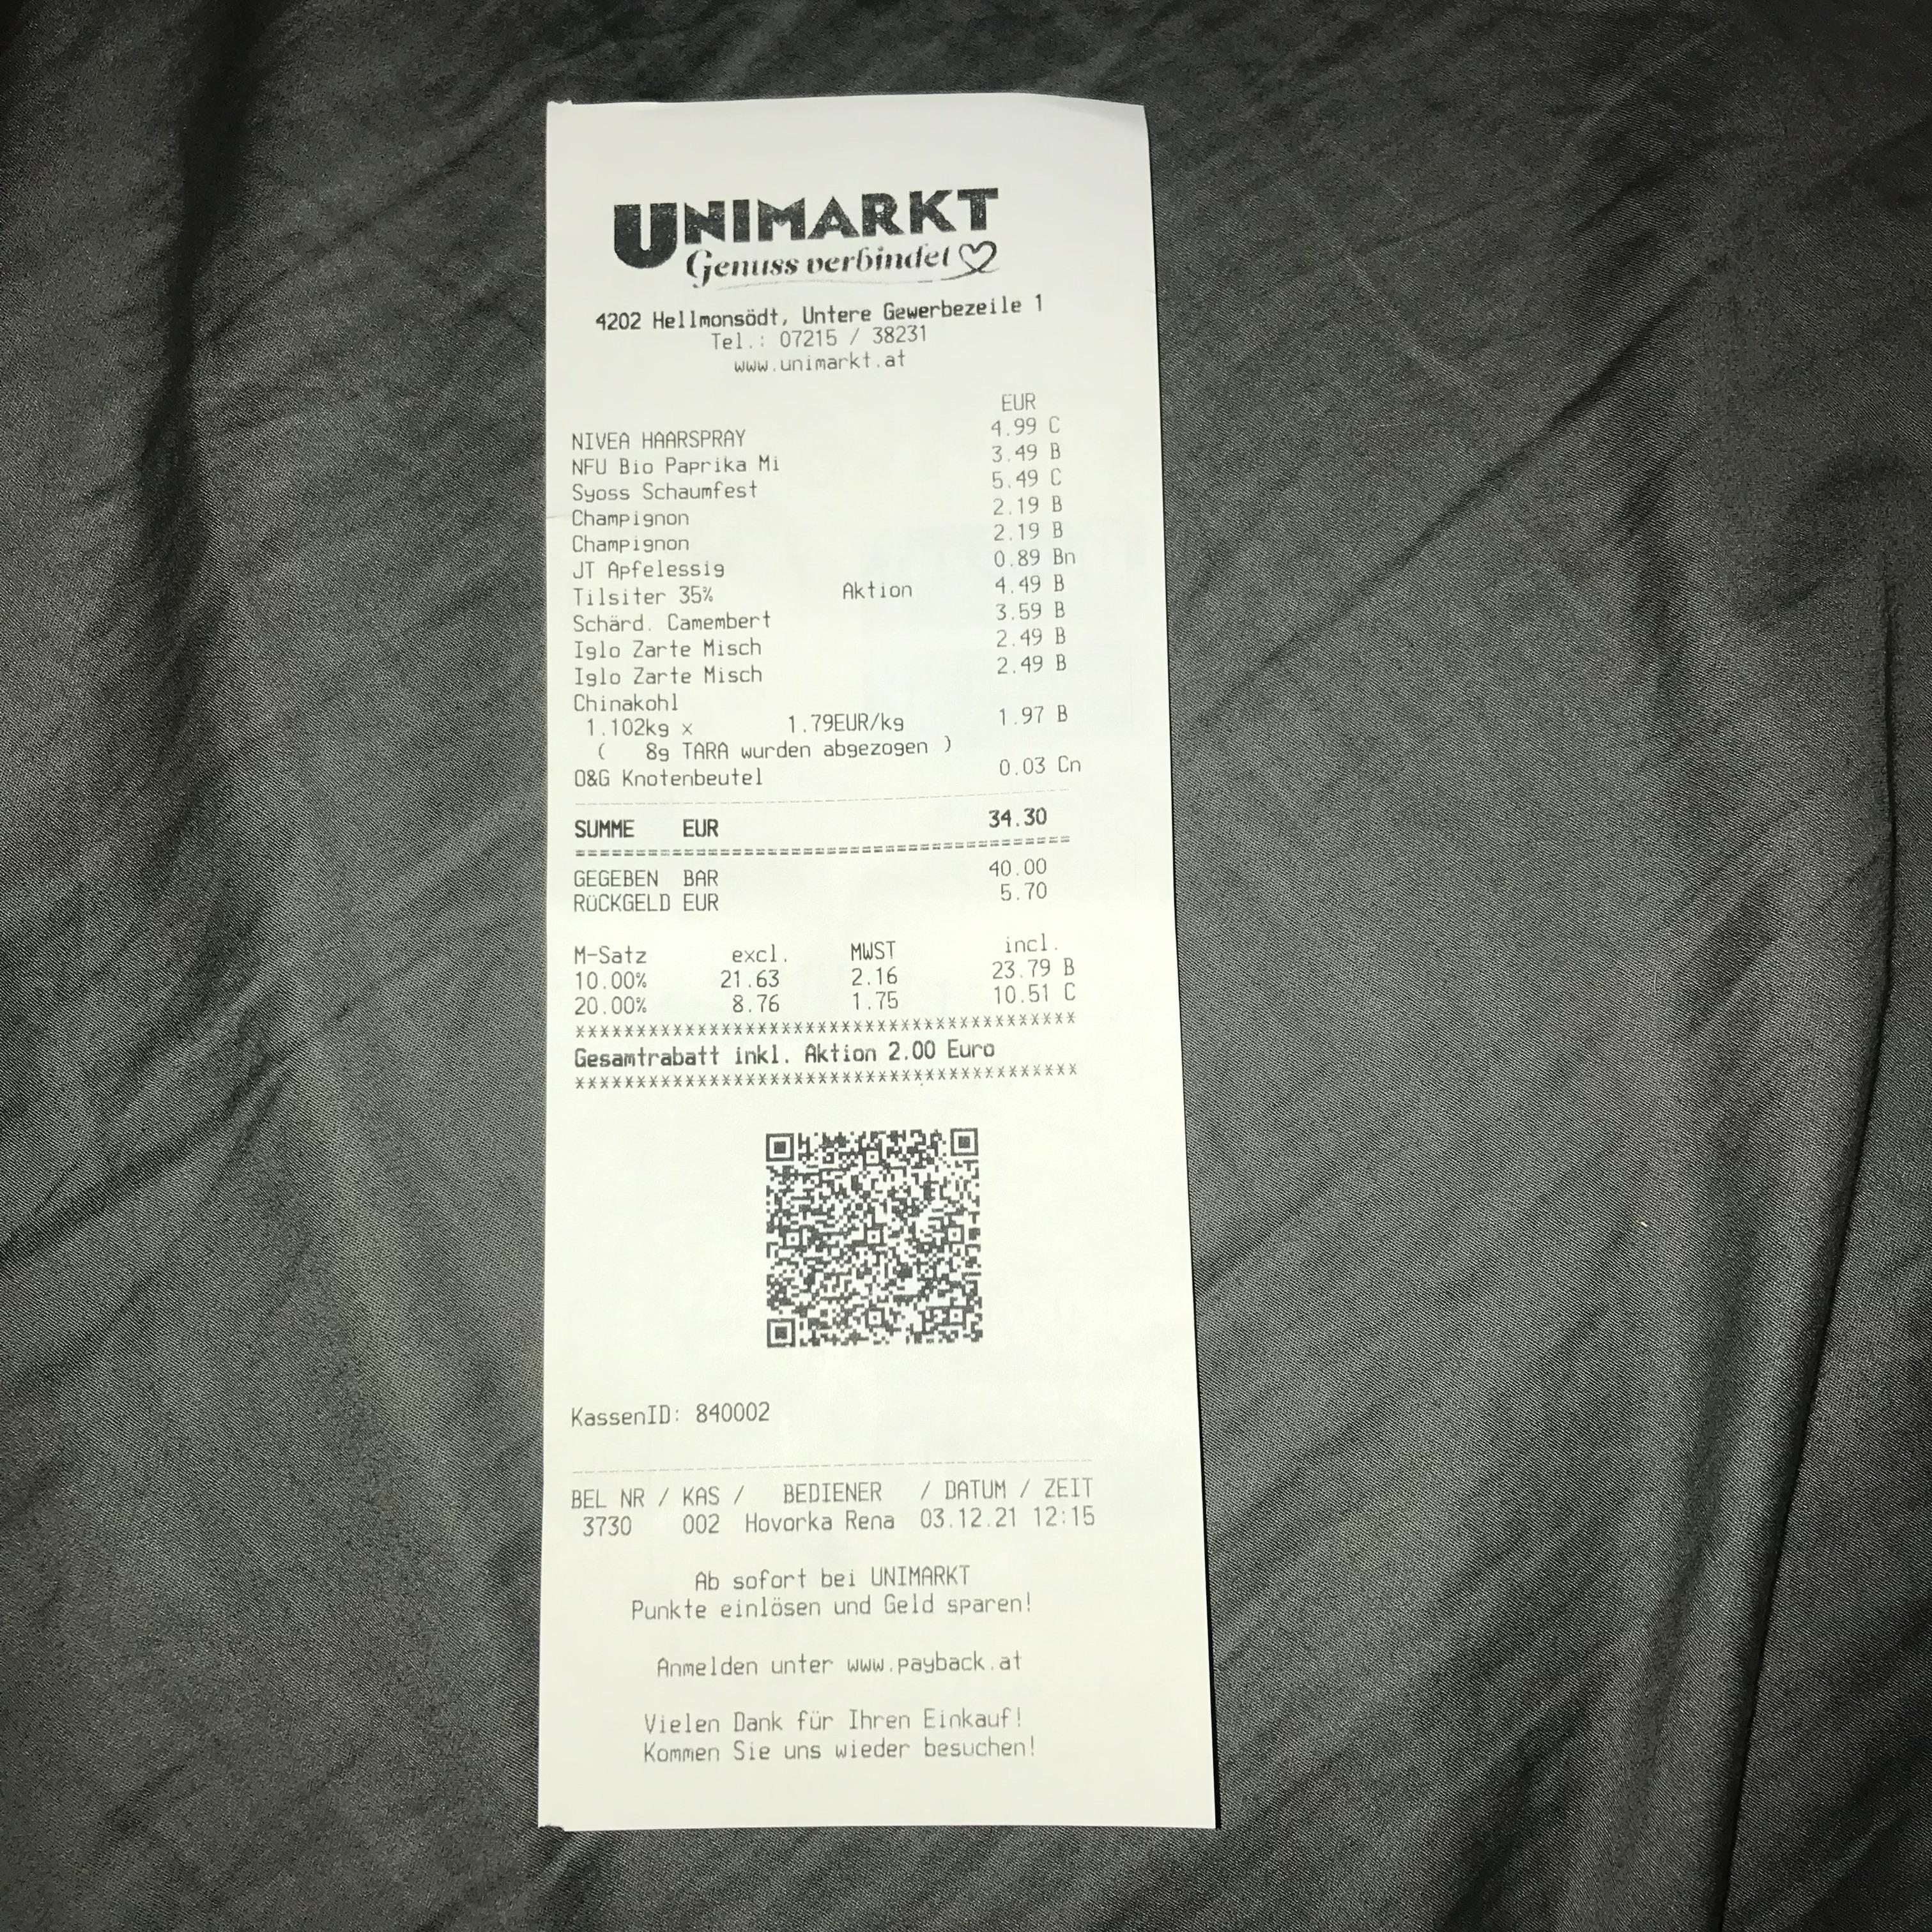 UNIMARKT
Genuss verbindet
4202 Hellmonsödt, Untere Gewerbezeile 1
Tel.: 07215 / 38231
www.unimarkt.at
EUR
NIVEA HAARSPRAY 4.99 C
NFU Bio Paprika Mi 3.49 B
Syoss Schaumfest 5.49 C
Champignon 2.19 B
Champignon 2.19 B
JT Apfelessig 0.89 Bn
Tilsiter 35% Aktion 4.49 B
Schärd. Camembert 3.59 B
Iglo Zarte Misch 2.49 B
Iglo Zarte Misch 2.49 B
Chinakohl
1.102kg x 1.79EUR/kg 1.97 B
( 8g TARA wurden abgezogen )
O&G Knotenbeutel 0.03 Cn
SUMME EUR 34.30
GEGEBEN BAR 40.00
RÜCKGELD EUR 5.70
M-Satz excl. MWST incl.
10.00% 21.63 2.16 23.79 B
20.00% 8.76 1.75 10.51 C
*****************************************
Gesamtrabatt inkl. Aktion 2.00 Euro
*****************************************
KassenID: 840002
BEL NR / KAS / BEDIENER / DATUM / ZEIT
3730 002 Hovorka Rena 03.12.21 12:15
Ab sofort bei UNIMARKT
Punkte einlösen und Geld sparen!
Anmelden unter www.payback.at
Vielen Dank für Ihren Einkauf!
Kommen Sie uns wieder besuchen!